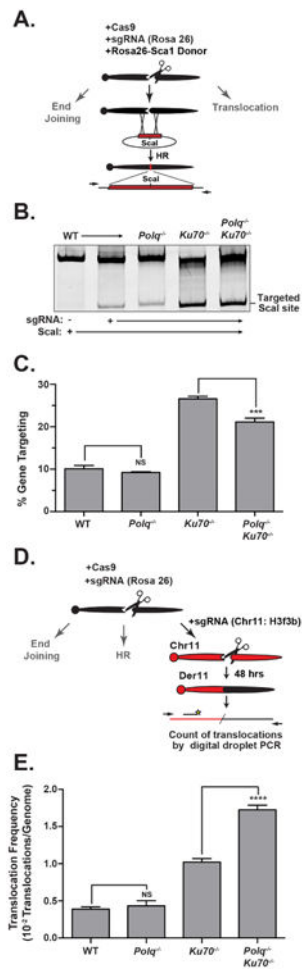 A.
+Cas9
+sgRNA (Rosa 26)
+Rosa26-Sca1 Donor
End Joining
Translocation
ScaI
HR
ScaI
B.
WT
Polq-/-
Ku70-/-
Polq-/- Ku70-/-
Targeted ScaI site
sgRNA: - +
ScaI: +
C.
% Gene Targeting
30
20
10
0
NS
***
WT
Polq-/-
Ku70-/-
Polq-/- Ku70-/-
D.
+Cas9
+sgRNA (Rosa 26)
+sgRNA (Chr11: H3f3b)
End Joining
HR
Chr11
48 hrs
Der11
Count of translocations
by digital droplet PCR
E.
Translocation Frequency
(10-2 Translocations/Genome)
2.0
1.5
1.0
0.5
0.0
NS
****
WT
Polq-/-
Ku70-/-
Polq-/- Ku70-/-